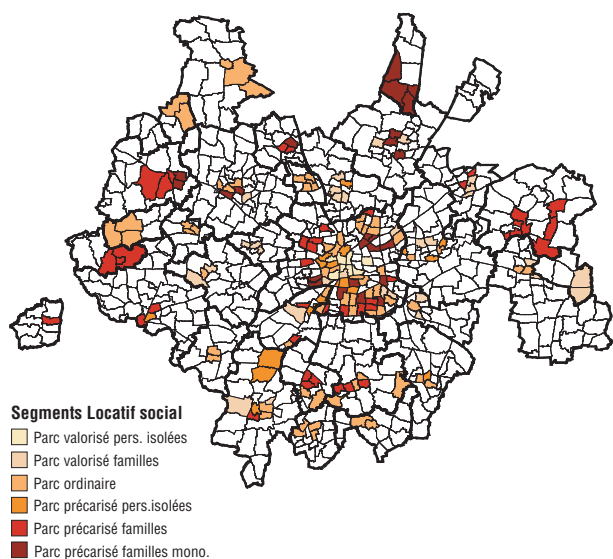 Segments Locatif social
Parc valorisé pers. isolées
Parc valorisé familles
Parc ordinaire
Parc précarisé pers.isolées
Parc précarisé familles
Parc précarisé familles mono.